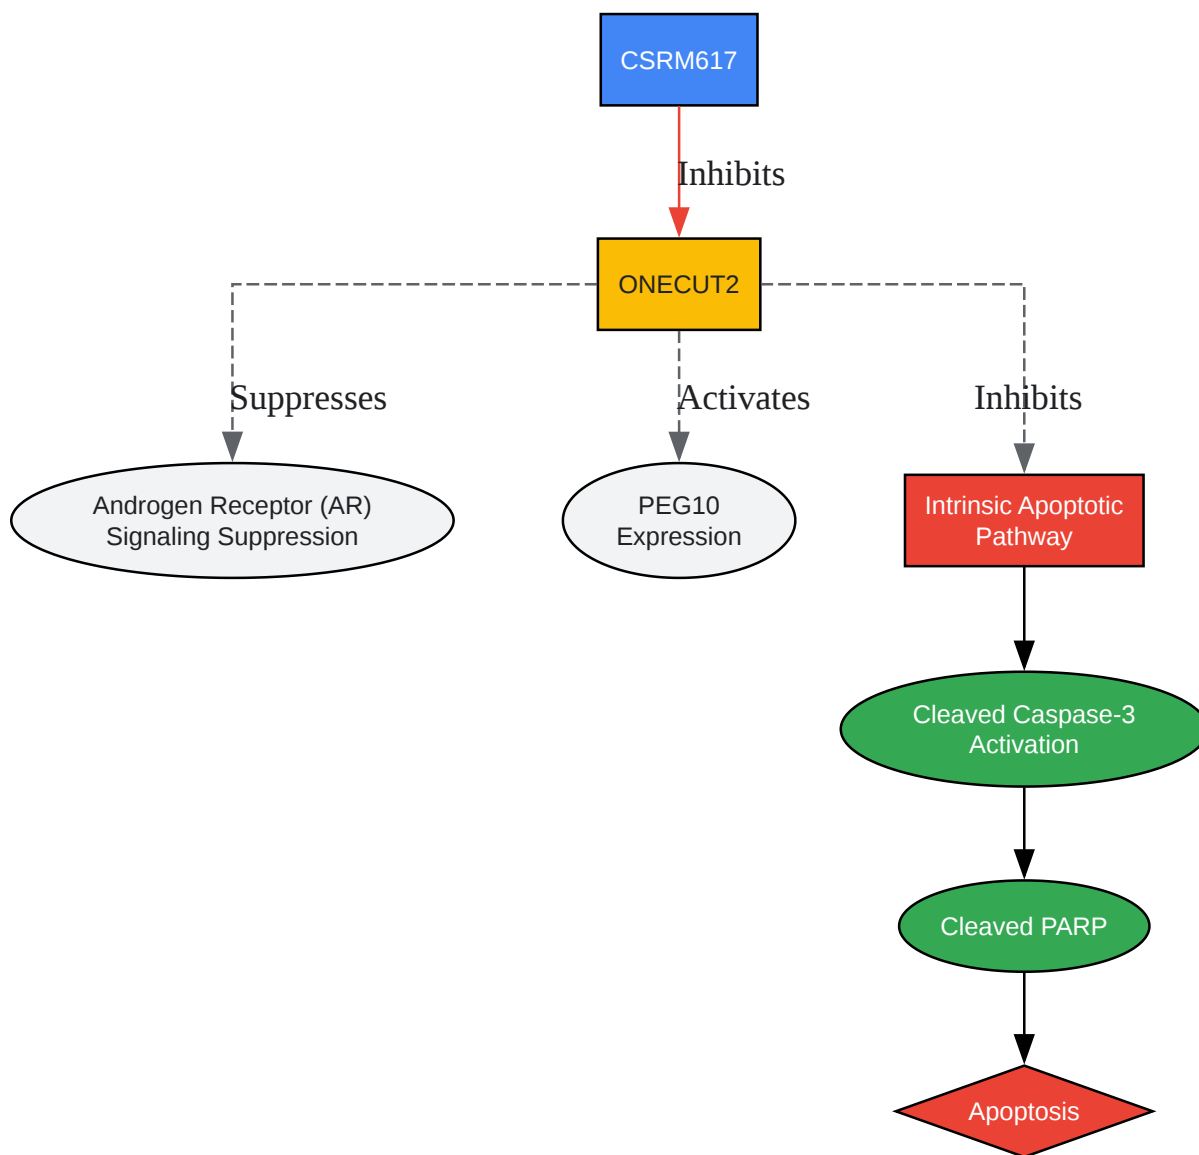 CSRM617
Inhibits
ONECUT2
Suppresses
Activates
Inhibits
Androgen Receptor (AR)
Signaling Suppression
PEG10
Expression
Intrinsic Apoptotic
Pathway
Cleaved Caspase-3
Activation
Cleaved PARP
Apoptosis